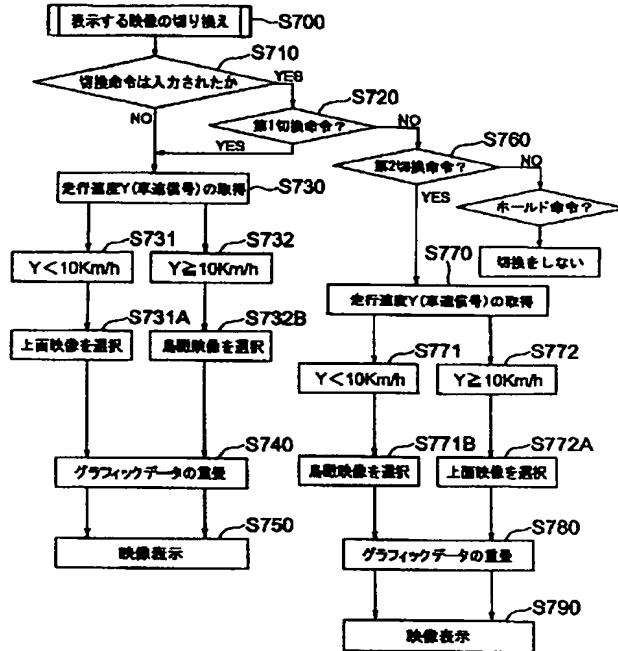 表示する映像の切り換え
S700
S710
切換命令は入力されたか
YES
NO
S720
第1切換命令?
NO
YES
S760
第2切換命令?
NO
YES
ホールド命令?
切換をしない
走行速度Y(車速信号)の取得
S730
S731
Y<10Km/h
S732
Y≧10Km/h
S731A
上面映像を選択
S732B
鳥瞰映像を選択
S740
グラフィックデータの重畳
S750
映像表示
S770
走行速度Y(車速信号)の取得
S771
Y<10Km/h
S772
Y≧10Km/h
S771B
鳥瞰映像を選択
S772A
上面映像を選択
S780
グラフィックデータの重畳
S790
映像表示